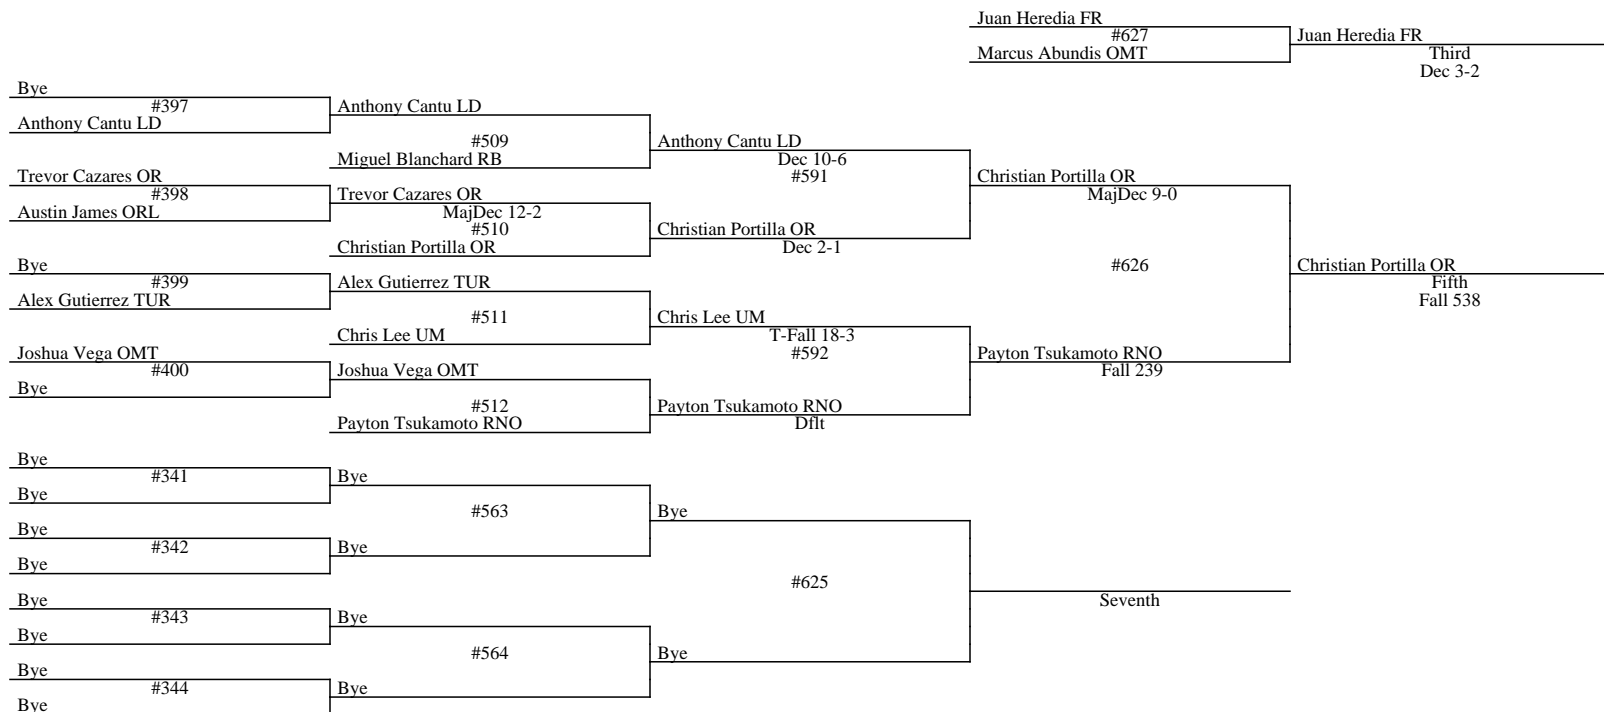 Juan Heredia FR
#627
Juan Heredia FR
Marcus Abundis OMT
Third
Dec 3-2
Bye
#397
Anthony Cantu LD
Anthony Cantu LD
#509
Anthony Cantu LD
Miguel Blanchard RB
Dec 10-6
#591
Trevor Cazares OR
#398
Trevor Cazares OR
Christian Portilla OR
MajDec 9-0
Austin James ORL
MajDec 12-2
#510
Christian Portilla OR
Christian Portilla OR
Dec 2-1
Bye
#399
Alex Gutierrez TUR
#626
Christian Portilla OR
Fifth
Fall 538
Alex Gutierrez TUR
#511
Chris Lee UM
Chris Lee UM
T-Fall 18-3
#592
Joshua Vega OMT
#400
Joshua Vega OMT
Payton Tsukamoto RNO
Fall 239
Bye
#512
Payton Tsukamoto RNO
Payton Tsukamoto RNO
Dflt
Bye
#341
Bye
Bye
#563
Bye
Bye
#342
Bye
Bye
#625
Seventh
Bye
#343
Bye
Bye
#564
Bye
Bye
#344
Bye
Bye